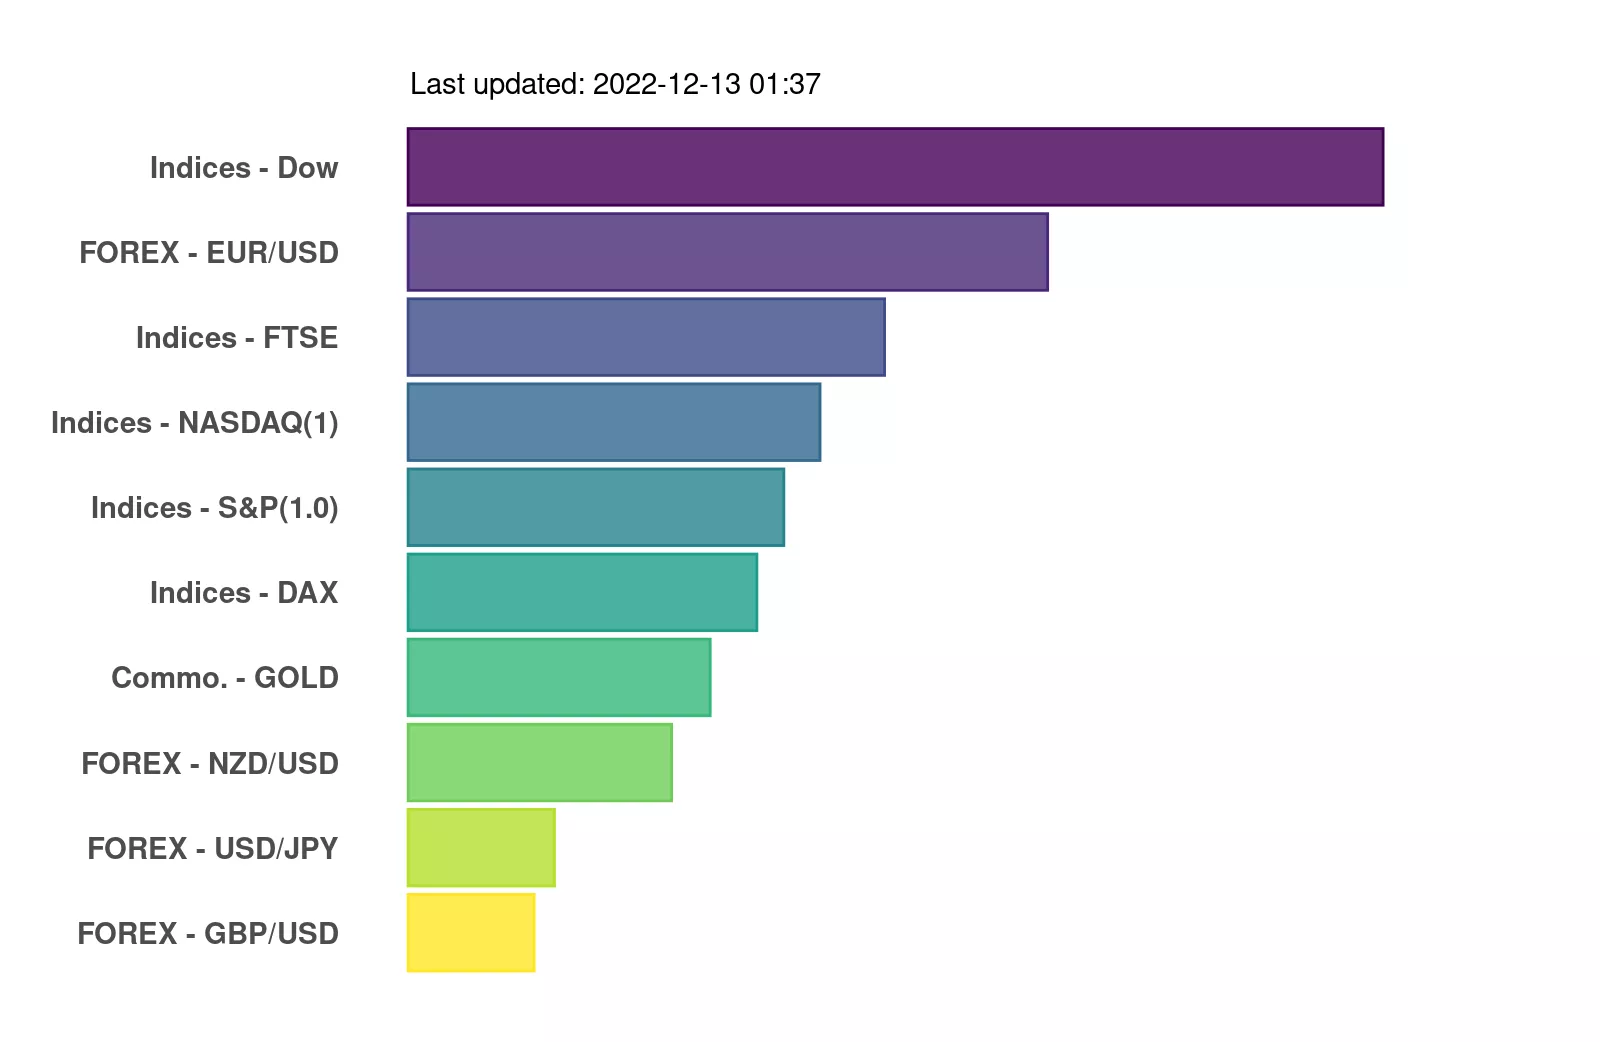 Last updated: 2022-12-13 01:37
Indices - Dow
FOREX - EUR/USD
Indices - FTSE
Indices - NASDAQ(1)
Indices - S&P(1.0)
Indices - DAX
Commo. - GOLD
FOREX - NZD/USD
FOREX - USD/JPY
FOREX - GBP/USD